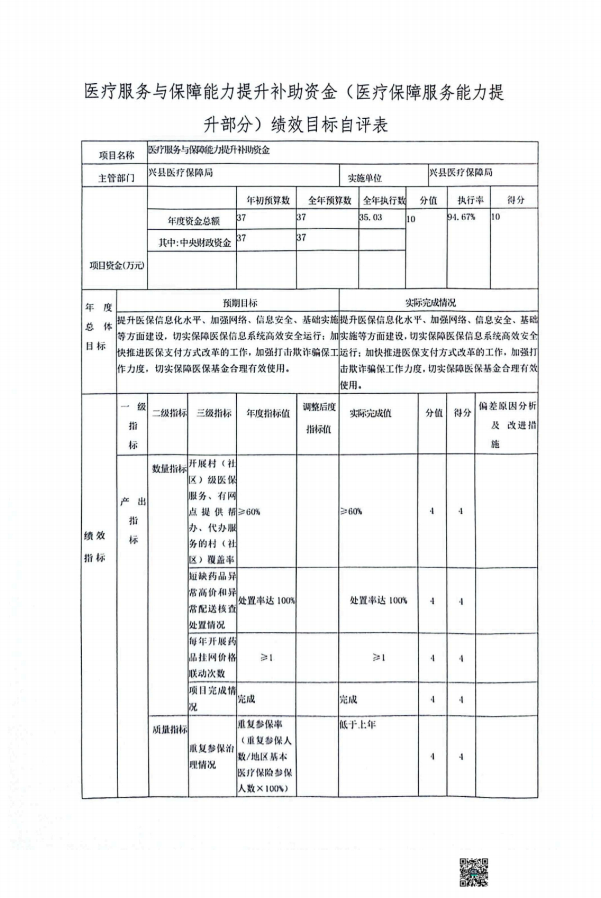 医疗服务与保障能力提升补助资金（医疗保障服务能力提
升部分）绩效目标自评表
项目名称 医疗服务与保障能力提升补助资金
主管部门 兴县医疗保障局 实施单位 兴县医疗保障局
项目资金(万元)
年初预算数 全年预算数 全年执行数 分值 执行率 得分
年度资金总额 37 37 35.03 10 94.67% 10
其中:中央财政资金 37 37
年度
总体
目标
预期目标
提升医保信息化水平、加强网络、信息安全、基础实施
等方面建设，切实保障医保信息系统高效安全运行；加
快推进医保支付方式改革的工作，加强打击欺诈骗保工
作力度，切实保障医保基金合理有效使用。
实际完成情况
提升医保信息化水平、加强网络、信息安全、基础
实施等方面建设，切实保障医保信息系统高效安全
运行；加快推进医保支付方式改革的工作，加强打
击欺诈骗保工作力度，切实保障医保基金合理有效
使用。
绩效
指标
一级
指
标
二级指标 三级指标 年度指标值
调整后度
指标值
实际完成值 分值 得分
偏差原因分析
及 改进措
施
产出
指
标
数量指标
开展村（社
区）级医保
服务、有网
点提供帮
办、代办服
务的村（社
区）覆盖率
≥60% ≥60% 4 4
短缺药品异
常高价和异
常配送核查
处置情况
处置率达 100% 处置率达 100% 4 4
每年开展药
品挂网价格
联动次数
≥1 ≥1 4 4
项目完成情
况
完成 完成 4 4
质量指标
重复参保治
理情况
重复参保率
（重复参保人
数/地区基本
医疗保险参保
人数×100%）
低于上年 4 4